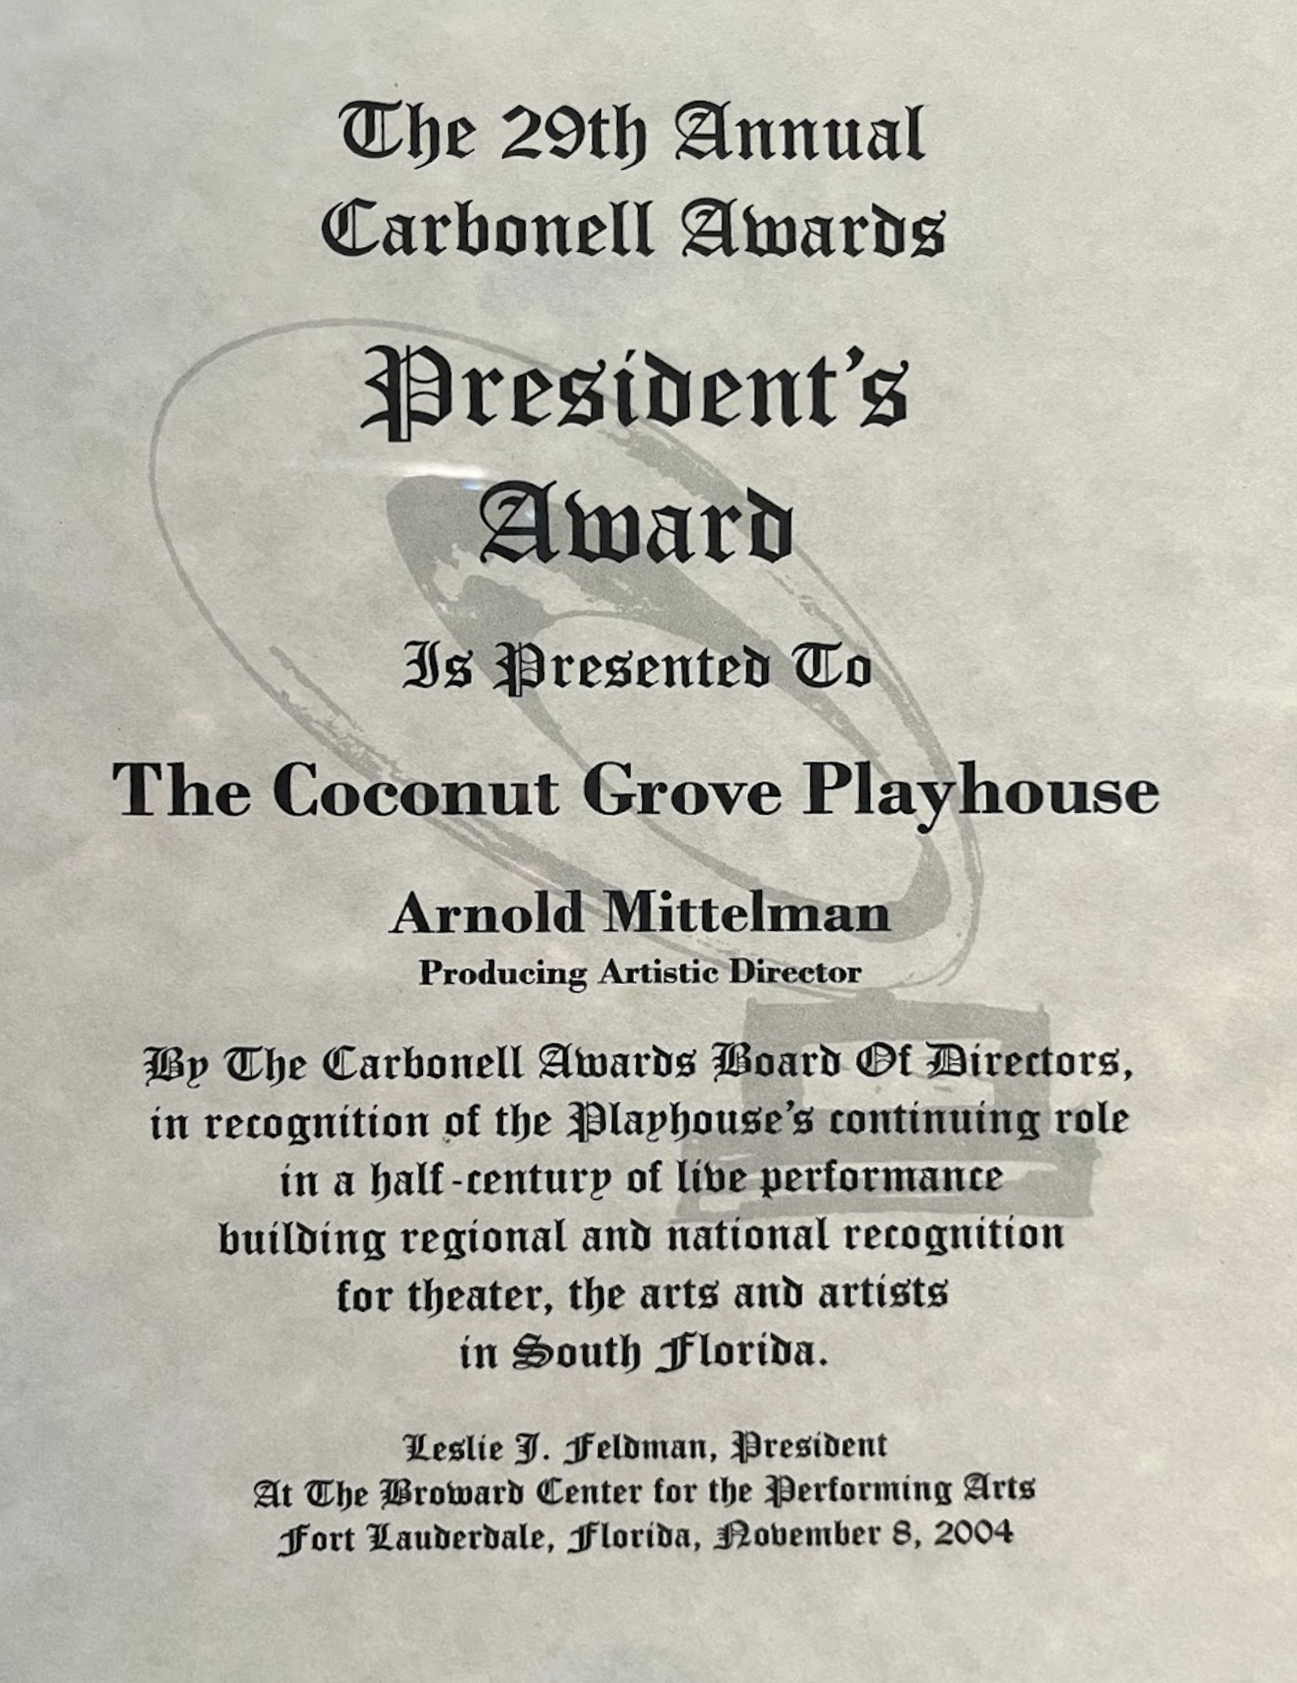 The 29th Annual
Carbonell Awards
President's
Award
Is Presented To
The Coconut Grove Playhouse
Arnold Mittelman
Producing Artistic Director
By The Carbonell Awards Board Of Directors,
in recognition of the Playhouse's continuing role
in a half-century of live performance
building regional and national recognition
for theater, the arts and artists
in South Florida.
Leslie J. Feldman, President
At The Broward Center for the Performing Arts
Fort Lauderdale, Florida, November 8, 2004